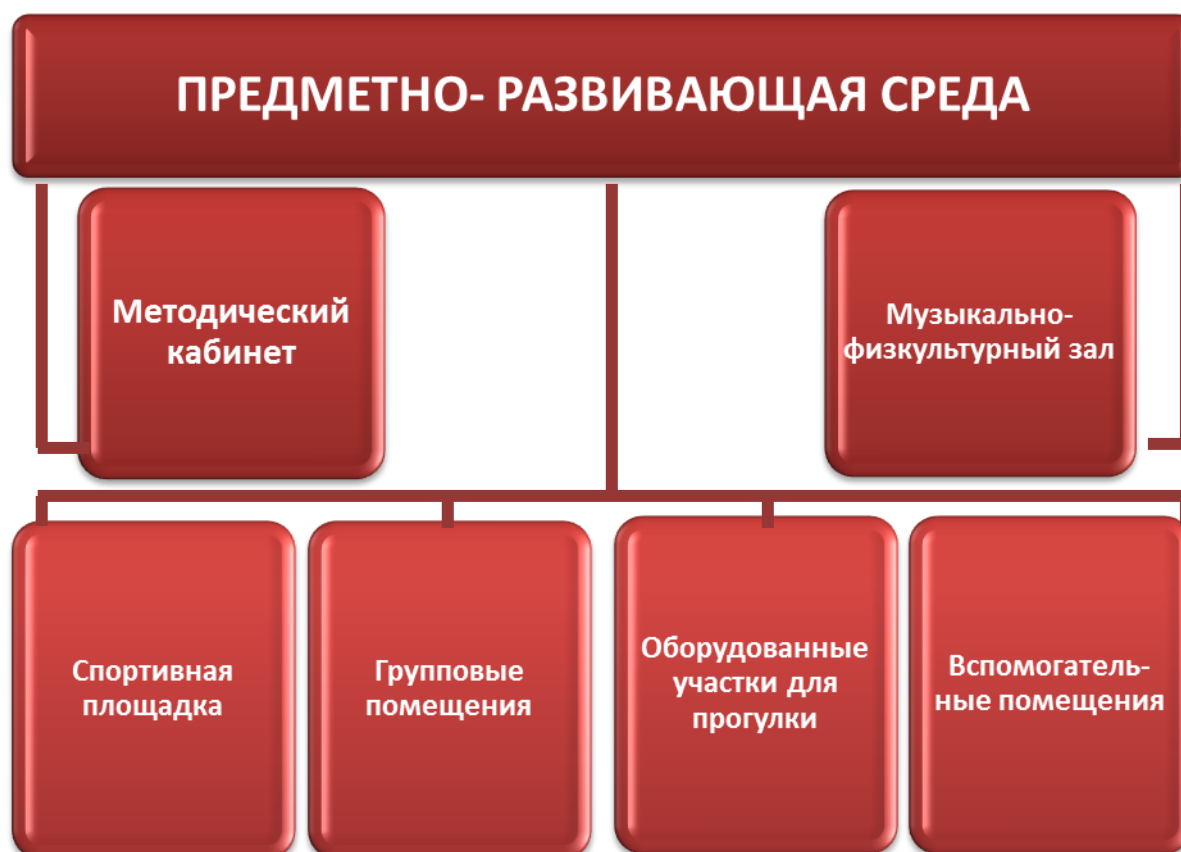 ПРЕДМЕТНО- РАЗВИВАЮЩАЯ СРЕДА
Методический
кабинет
Музыкально-
физкультурный зал
Спортивная
площадка
Групповые
помещения
Оборудованные
участки для
прогулки
Вспомогатель-
ные помещения